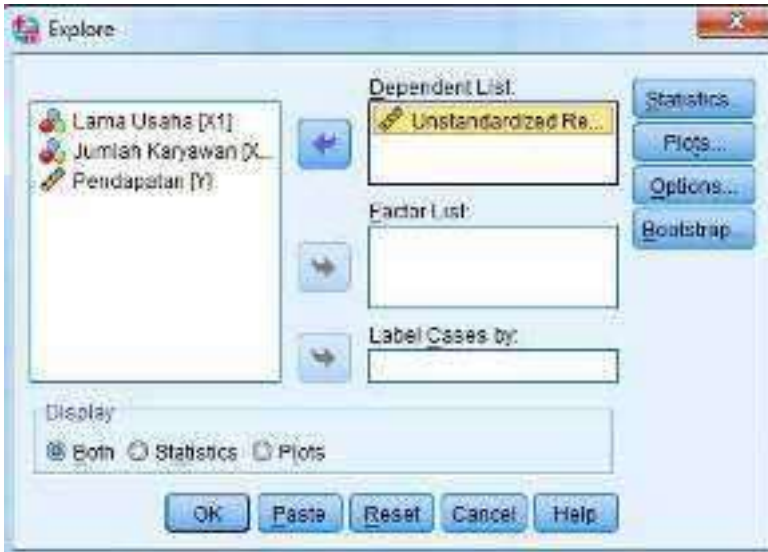 Explore
Dependent List:
Lama Usaha [X1]
Jumlah Karyawan [X...
Pendapatan [Y]
Unstandardized Re...
Statistics...
Plots...
Options...
Bootstrap...
Factor List:
Label Cases by:
Display
Both Statistics Plots
OK Paste Reset Cancel Help